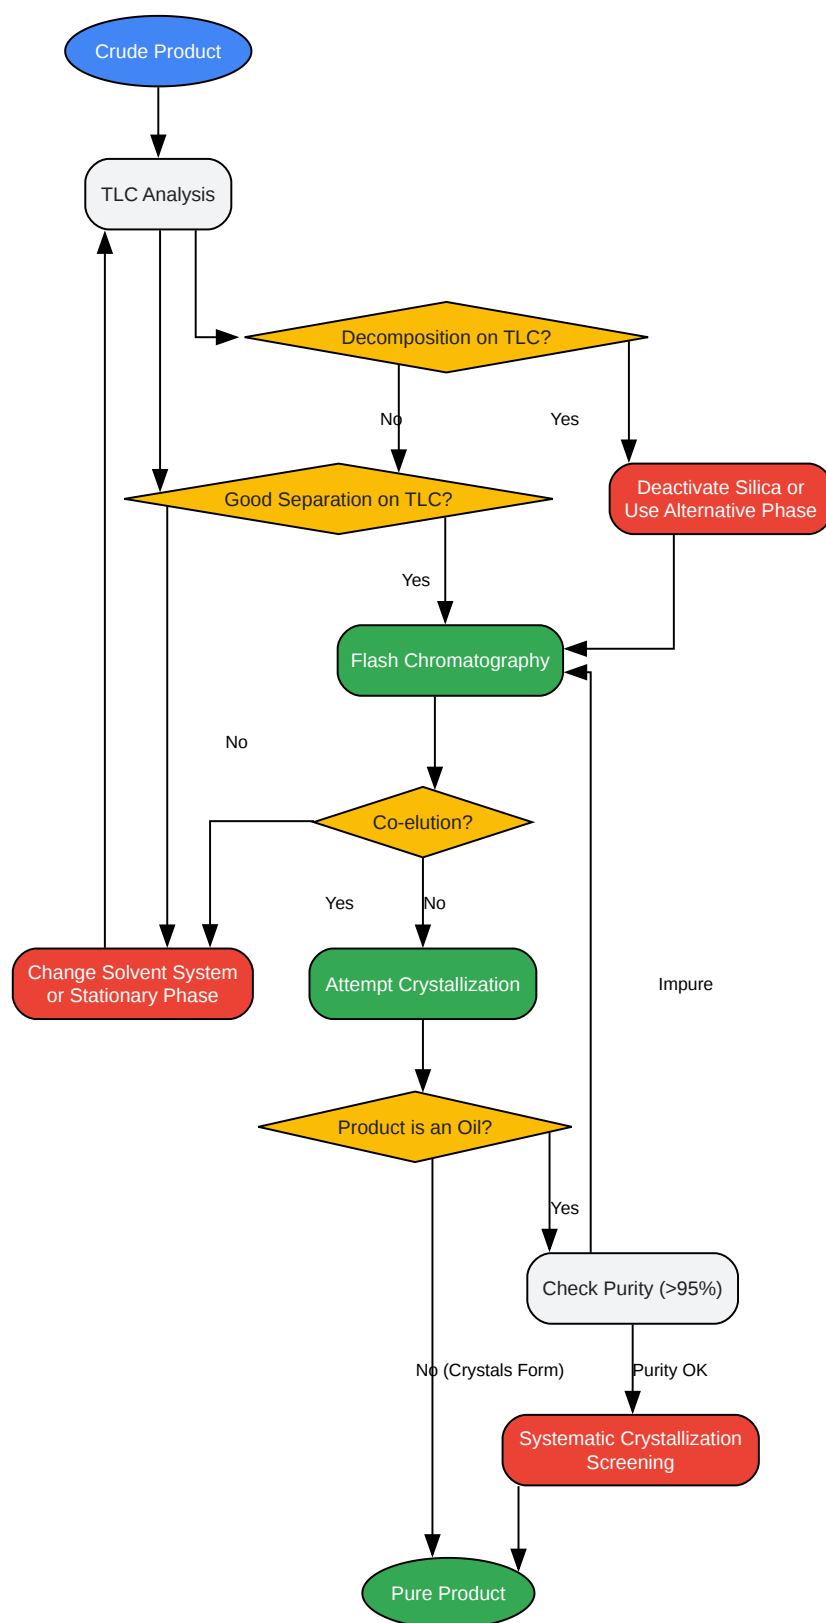 Crude Product
TLC Analysis
Decomposition on TLC?
No
Yes
Good Separation on TLC?
Deactivate Silica or
Use Alternative Phase
Yes
Flash Chromatography
No
Co-elution?
Yes
No
Change Solvent System
or Stationary Phase
Attempt Crystallization
Impure
Product is an Oil?
Yes
Check Purity (>95%)
No (Crystals Form)
Purity OK
Systematic Crystallization
Screening
Pure Product